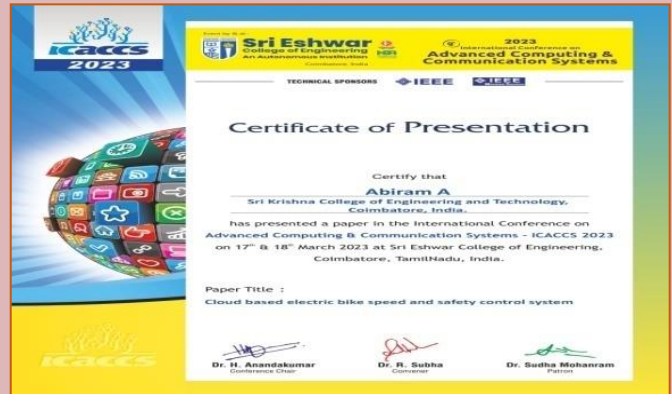 icaccs
2023
Sri Eshwar
College of Engineering
An Autonomous Institution
Coimbatore, India
2023
International Conference on
Advanced Computing &
Communication Systems
TECHNICAL SPONSORS
IEEE
IEEE
Certificate of Presentation
Certify that
Abiram A
Sri Krishna College of Engineering and Technology,
Coimbatore, India.
has presented a paper in the International Conference on
Advanced Computing & Communication Systems - ICACCS 2023
on 17th & 18th March 2023 at Sri Eshwar College of Engineering,
Coimbatore, TamilNadu, India.
Paper Title :
Cloud based electric bike speed and safety control system
icaccs
Dr. H. Anandakumar
Conference Chair
Dr. R. Subha
Convener
Dr. Sudha Mohanram
Patron